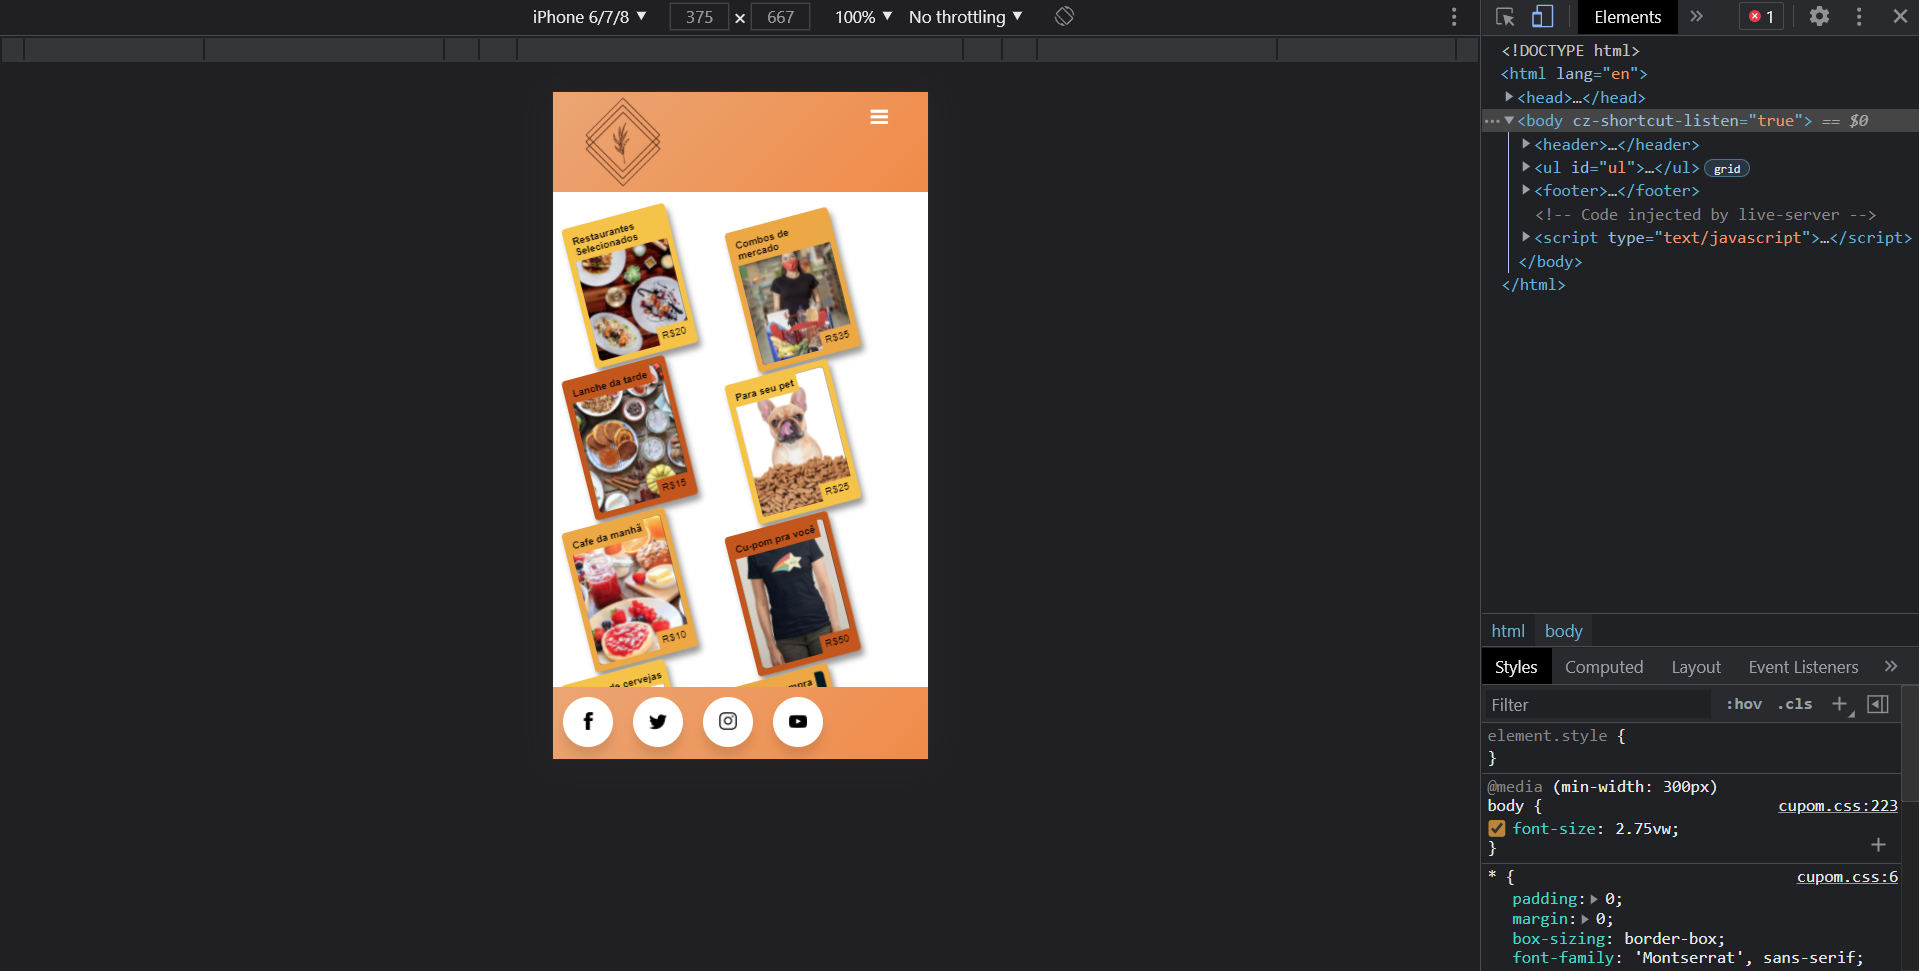 iPhone 6/7/8 ▼ 375 × 667 100% ▼ No throttling ▼
Elements » 1
<!DOCTYPE html>
<html lang="en">
▶<head>…</head>
…▼<body cz-shortcut-listen="true"> == $0
▶<header>…</header>
▶<ul id="ul">…</ul> grid
▶<footer>…</footer>
<!-- Code injected by live-server -->
▶<script type="text/javascript">…</script>
</body>
</html>
Restaurantes
Selecionados
R$20
Combos de
mercado
R$35
Lanche da tarde
R$15
Para seu pet
R$25
Cafe da manhã
R$10
Cu-pom pra você
R$50
de cervejas
html body
Styles Computed Layout Event Listeners »
Filter :hov .cls +
element.style {
}
@media (min-width: 300px)
body { cupom.css:223
font-size: 2.75vw;
}
* { cupom.css:6
padding:▶ 0;
margin:▶ 0;
box-sizing: border-box;
font-family: 'Montserrat', sans-serif;